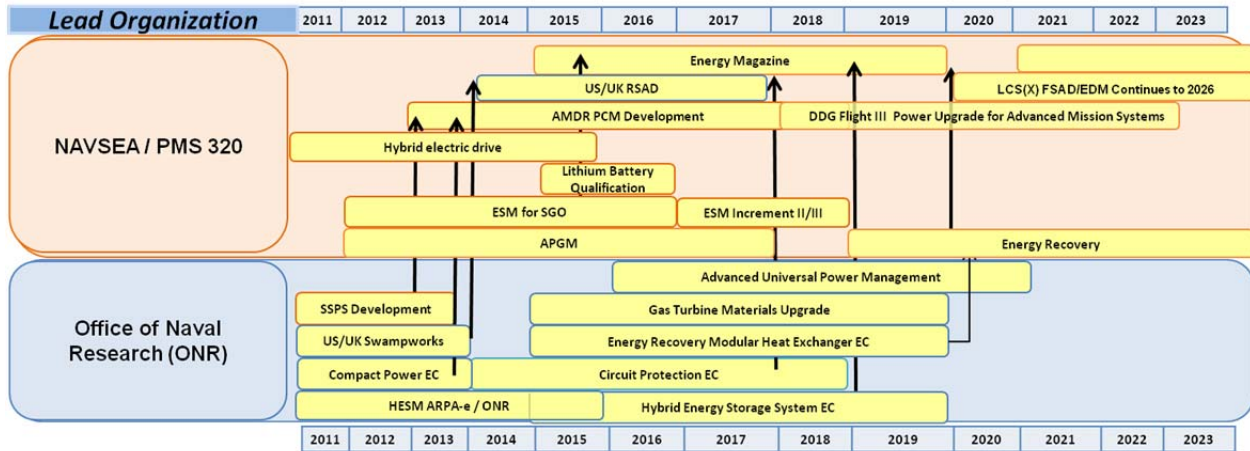 Lead Organization
2011 2012 2013 2014 2015 2016 2017 2018 2019 2020 2021 2022 2023
NAVSEA / PMS 320
Energy Magazine
US/UK RSAD
LCS(X) FSAD/EDM Continues to 2026
AMDR PCM Development
DDG Flight III Power Upgrade for Advanced Mission Systems
Hybrid electric drive
Lithium Battery
Qualification
ESM for SGO
ESM Increment II/III
APGM
Energy Recovery
Office of Naval
Research (ONR)
Advanced Universal Power Management
SSPS Development
Gas Turbine Materials Upgrade
US/UK Swampworks
Energy Recovery Modular Heat Exchanger EC
Compact Power EC
Circuit Protection EC
HESM ARPA-e / ONR
Hybrid Energy Storage System EC
2011 2012 2013 2014 2015 2016 2017 2018 2019 2020 2021 2022 2023